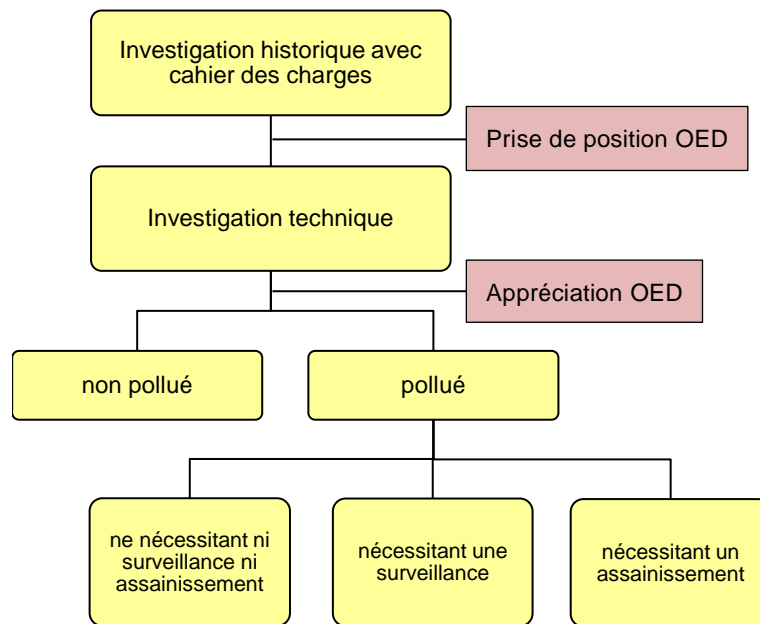 Investigation historique avec
cahier des charges
Prise de position OED
Investigation technique
Appréciation OED
non pollué
pollué
ne nécessitant ni
surveillance ni
assainissement
nécessitant une
surveillance
nécessitant un
assainissement